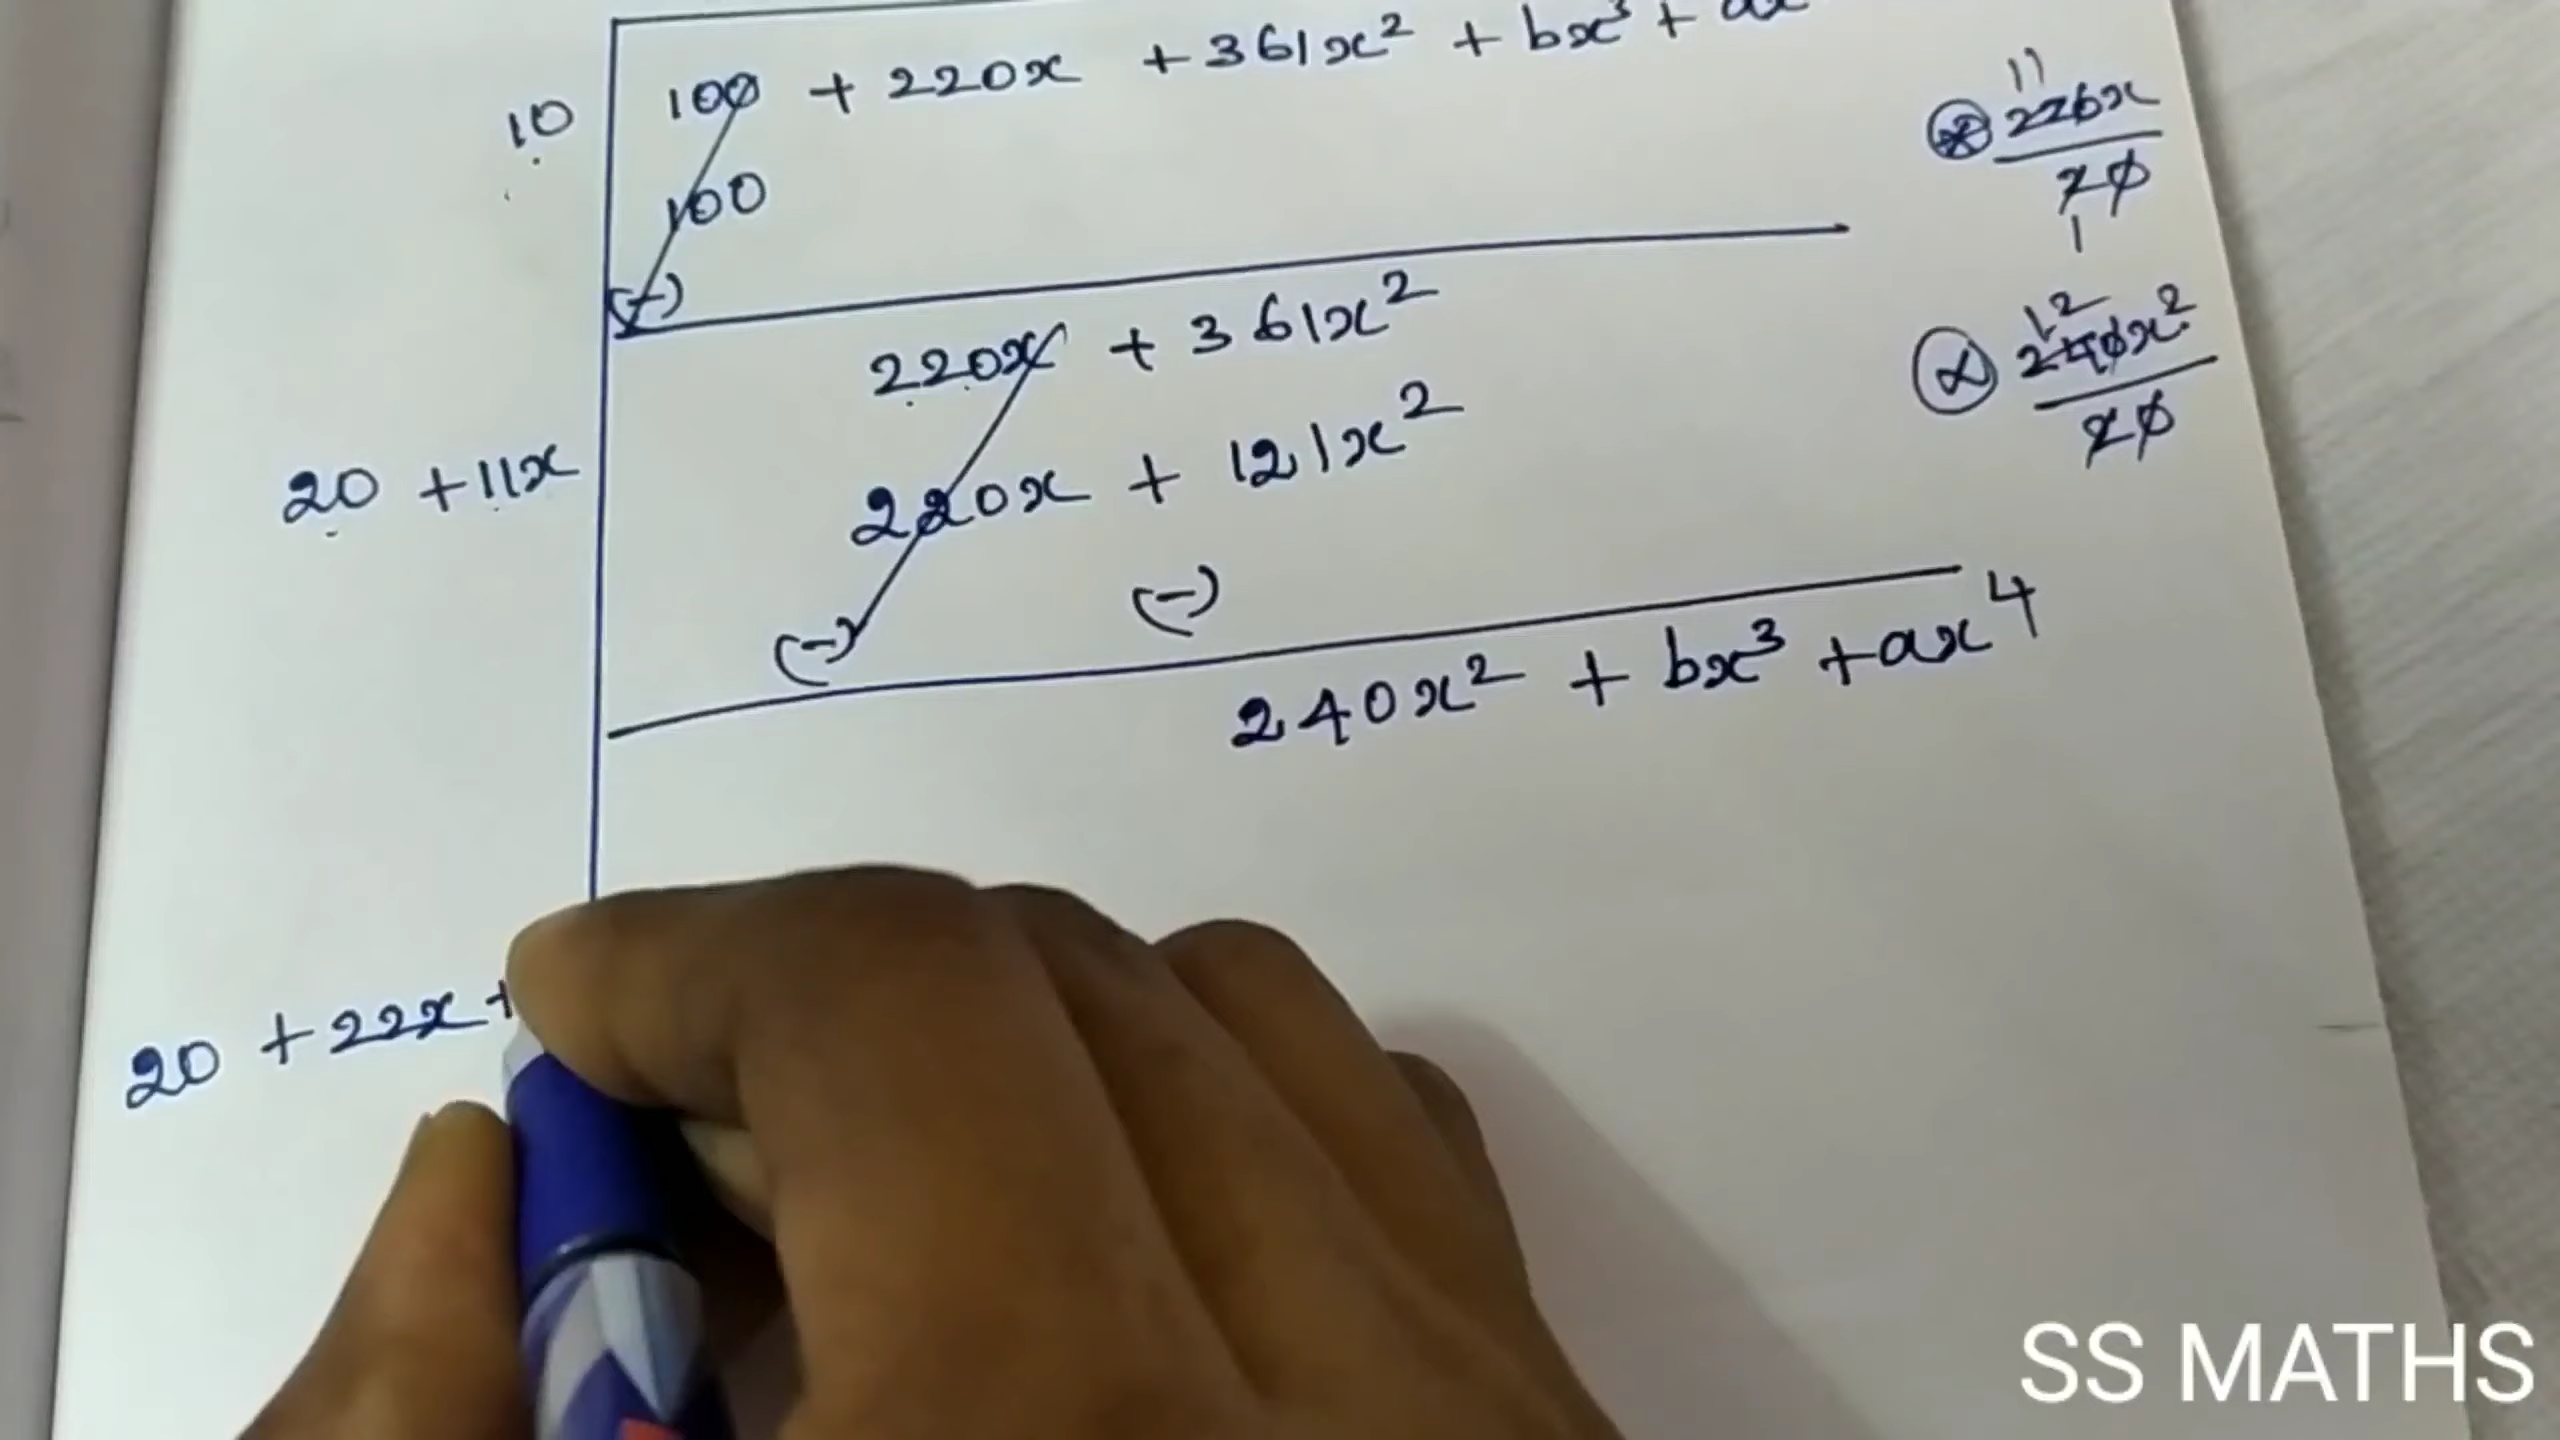 10 100 + 220x + 361x² + bx³ + ax
100
(-)
220x + 361x²
20 + 11x 220x + 121x²
(-) (-)
240x² + bx³ + ax⁴
20 + 22x +
11
220x
20
1
12
α 240x²
20
SS MATHS